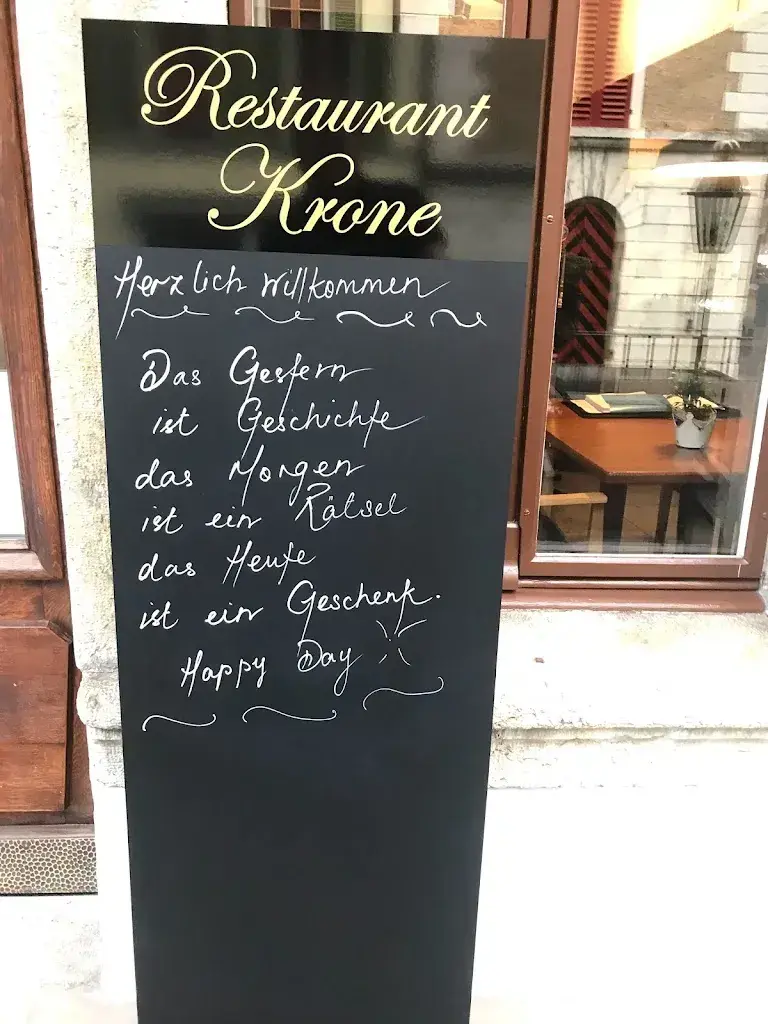 Restaurant
Krone
Herzlich Willkommen
Das Gestern
ist Geschichte
das Morgen
ist ein Rätsel
das Heute
ist ein Geschenk.
Happy Day